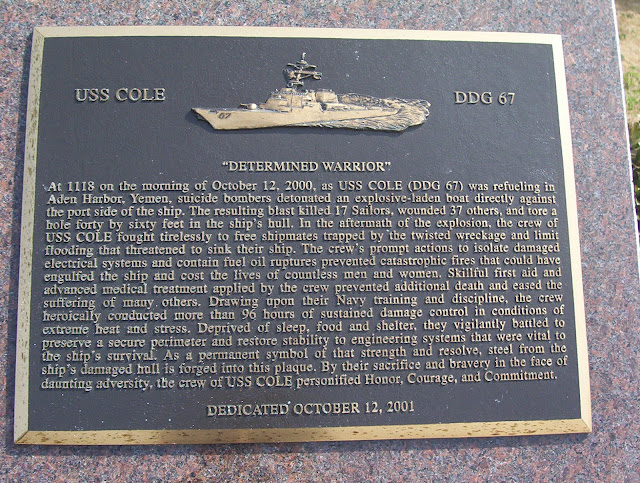 USS COLE
DDG 67
67
"DETERMINED WARRIOR"
At 1118 on the morning of October 12, 2000, as USS COLE (DDG 67) was refueling in
Aden Harbor, Yemen, suicide bombers detonated an explosive-laden boat directly against
the port side of the ship. The resulting blast killed 17 Sailors, wounded 37 others, and tore a
hole forty by sixty feet in the ship's hull. In the aftermath of the explosion, the crew of
USS COLE fought tirelessly to free shipmates trapped by the twisted wreckage and limit
flooding that threatened to sink their ship. The crew's prompt actions to isolate damaged
electrical systems and contain fuel oil ruptures prevented catastrophic fires that could have
engulfed the ship and cost the lives of countless men and women. Skillful first aid and
advanced medical treatment applied by the crew prevented additional death and eased the
suffering of many others. Drawing upon their Navy training and discipline, the crew
heroically conducted more than 96 hours of sustained damage control in conditions of
extreme heat and stress. Deprived of sleep, food and shelter, they vigilantly battled to
preserve a secure perimeter and restore stability to engineering systems that were vital to
the ship's survival. As a permanent symbol of that strength and resolve, steel from the
ship's damaged hull is forged into this plaque. By their sacrifice and bravery in the face of
daunting adversity, the crew of USS COLE personified Honor, Courage, and Commitment.
DEDICATED OCTOBER 12, 2001